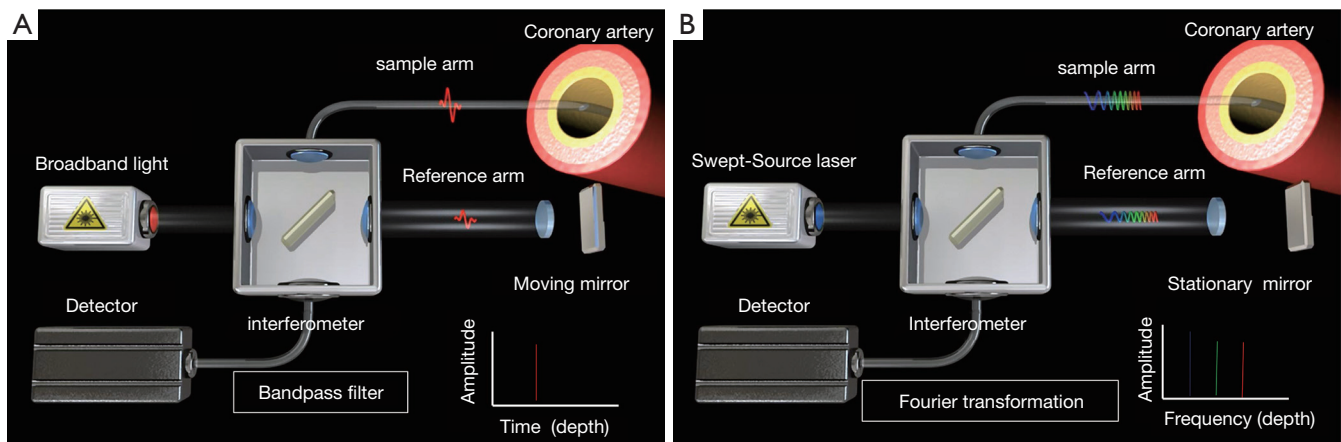 A
Coronary artery
sample arm
Broadband light
Reference arm
Moving mirror
Detector
interferometer
Amplitude
Bandpass filter
Time (depth)
B
Coronary artery
sample arm
Swept-Source laser
Reference arm
Stationary mirror
Detector
Interferometer
Amplitude
Fourier transformation
Frequency (depth)